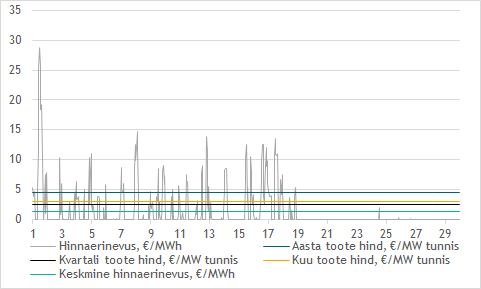 35
30
25
20
15
10
5
0
1 3 5 7 9 11 13 15 17 19 21 23 25 27 29
Hinnaerinevus, €/MWh Aasta toote hind, €/MW tunnis
Kvartali toote hind, €/MW tunnis Kuu toote hind, €/MW tunnis
Keskmine hinnaerinevus, €/MWh